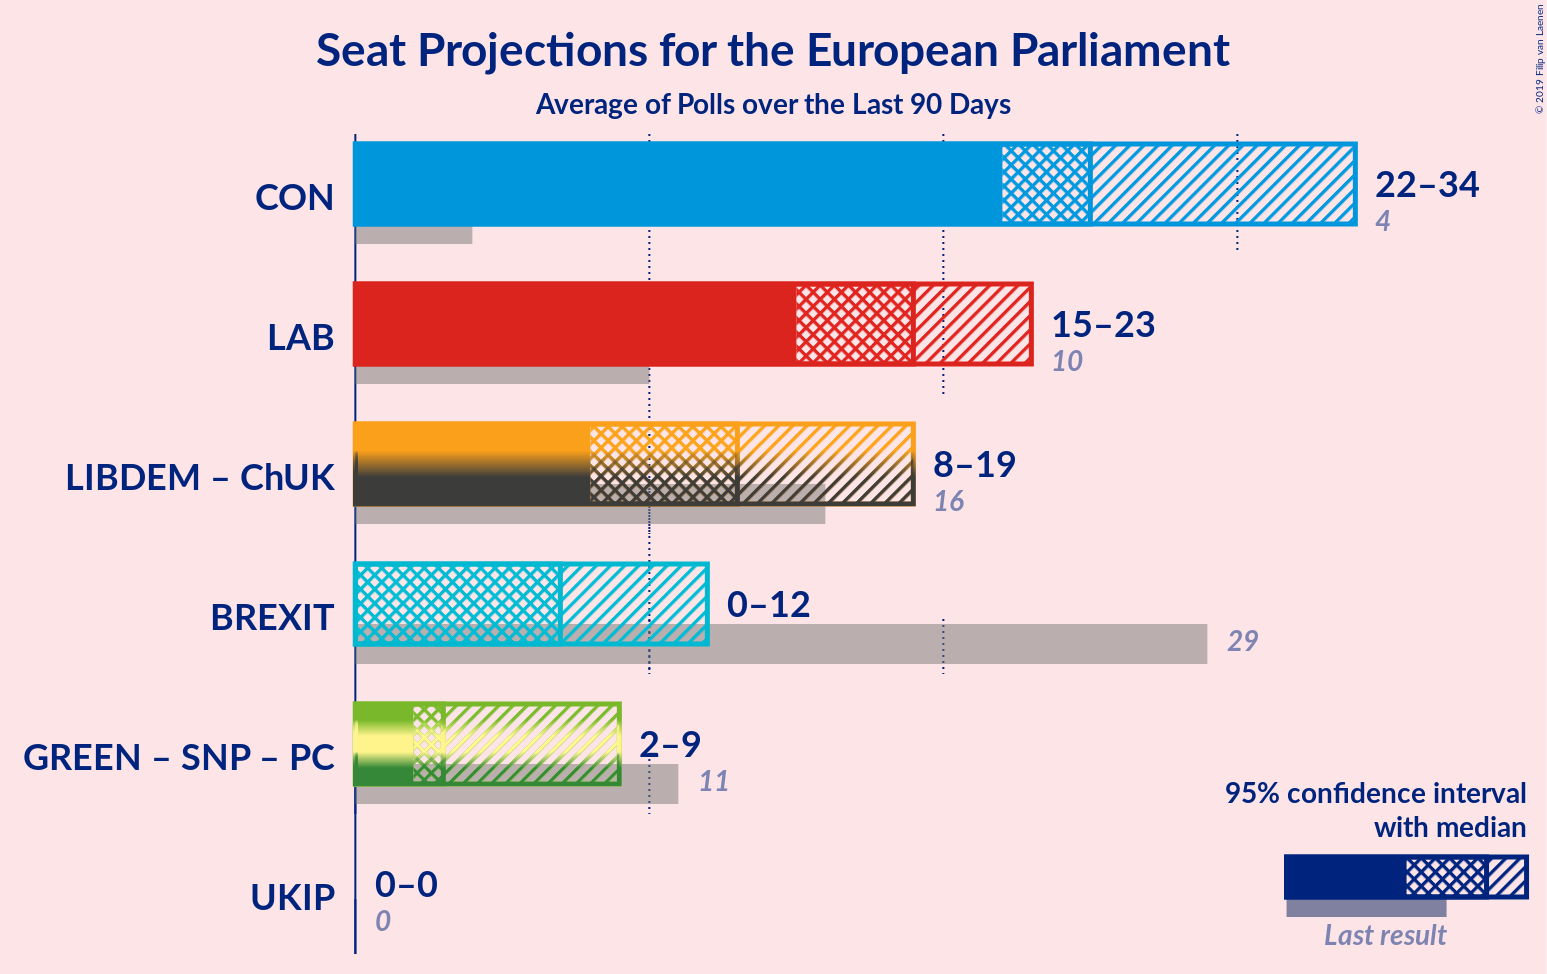 Seat Projections for the European Parliament
Average of Polls over the Last 90 Days
© 2019 Filip van Laenen
CON
22–34
4
LAB
15–23
10
LIBDEM – ChUK
8–19
16
BREXIT
0–12
29
GREEN – SNP – PC
2–9
11
UKIP
0–0
0
95% confidence interval
with median
Last result